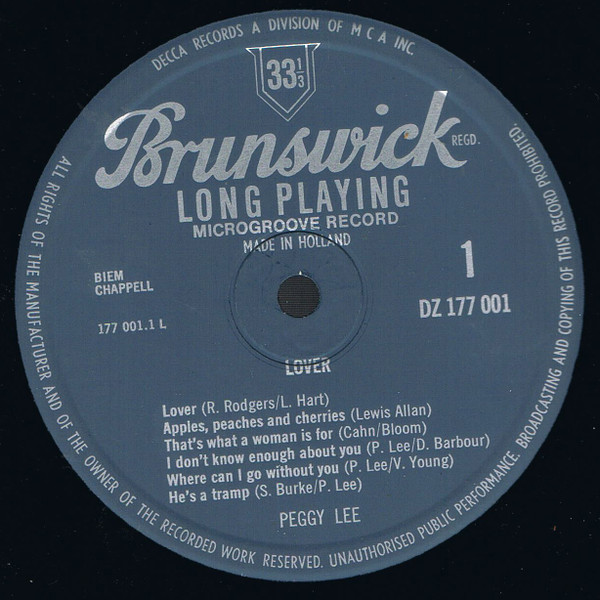 DECCA RECORDS A DIVISION OF M C A INC.
33⅓
Brunswick REGD.
LONG PLAYING
MICROGROOVE RECORD
MADE IN HOLLAND
BIEM
CHAPPELL
1
177 001.1 L
DZ 177 001
LOVER
Lover (R. Rodgers/L. Hart)
Apples, peaches and cherries (Lewis Allan)
That's what a woman is for (Cahn/Bloom)
I don't know enough about you (P. Lee/D. Barbour)
Where can I go without you (P. Lee/V. Young)
He's a tramp (S. Burke/P. Lee)
PEGGY LEE
ALL RIGHTS OF THE MANUFACTURER AND OF THE OWNER OF THE RECORDED WORK RESERVED. UNAUTHORISED PUBLIC PERFORMANCE. BROADCASTING AND COPYING OF THIS RECORD PROHIBITED.